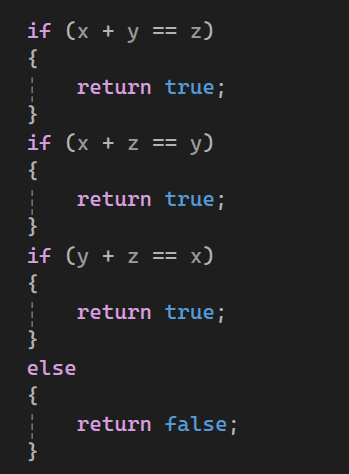 if (x + y == z)
{
    return true;
}
if (x + z == y)
{
    return true;
}
if (y + z == x)
{
    return true;
}
else
{
    return false;
}